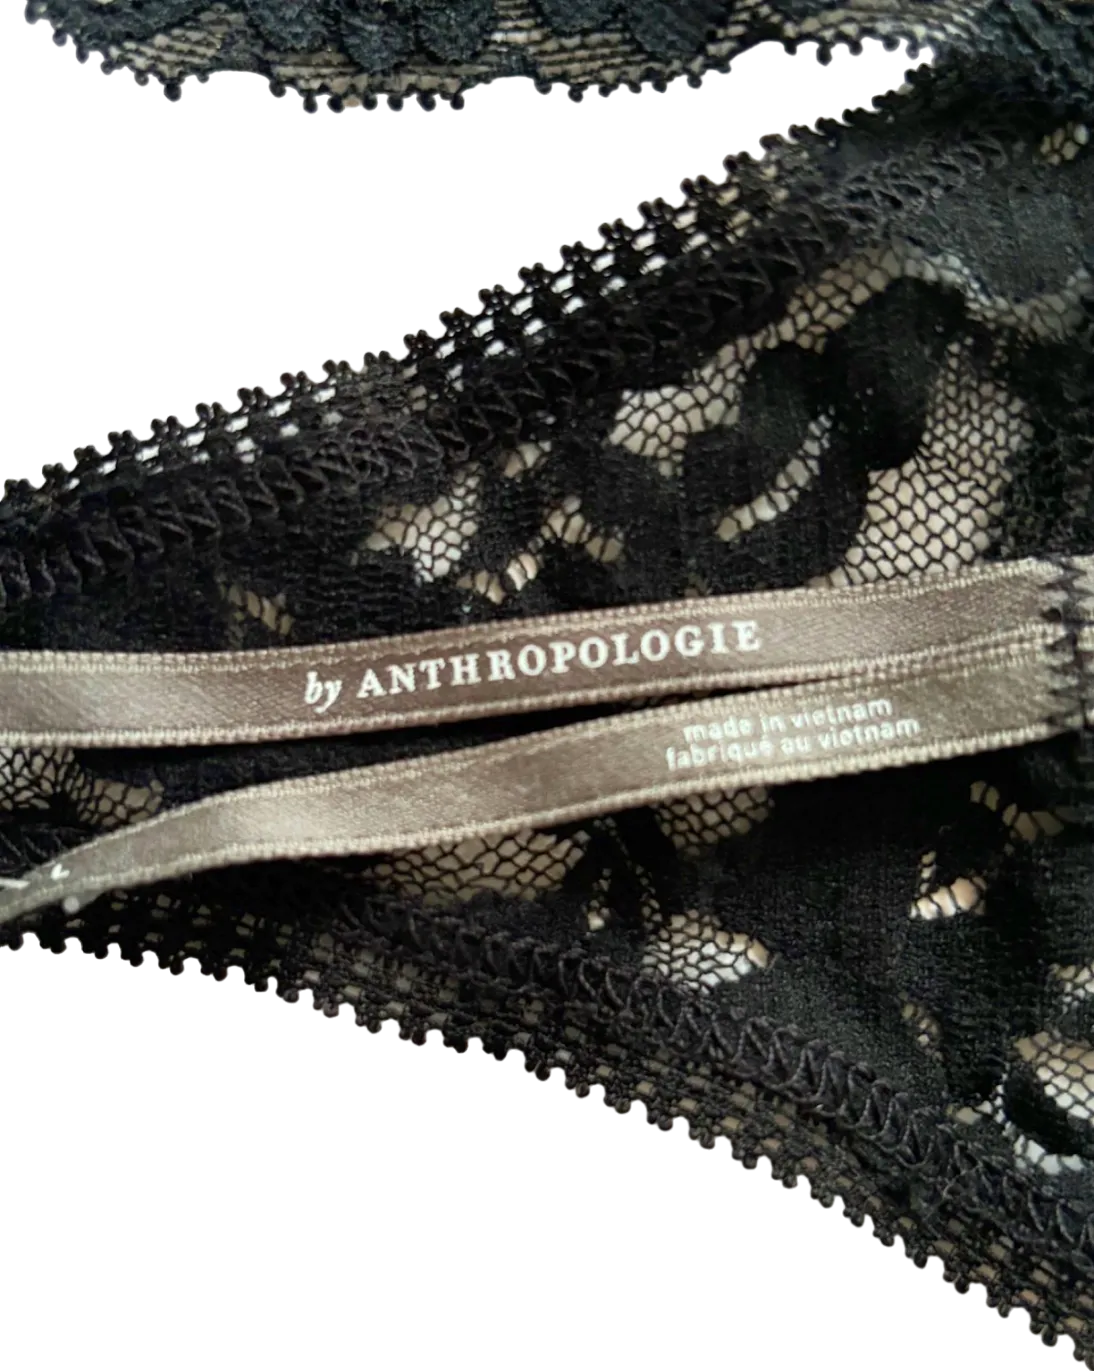 by ANTHROPOLOGIE
made in vietnam
fabriqué au vietnam